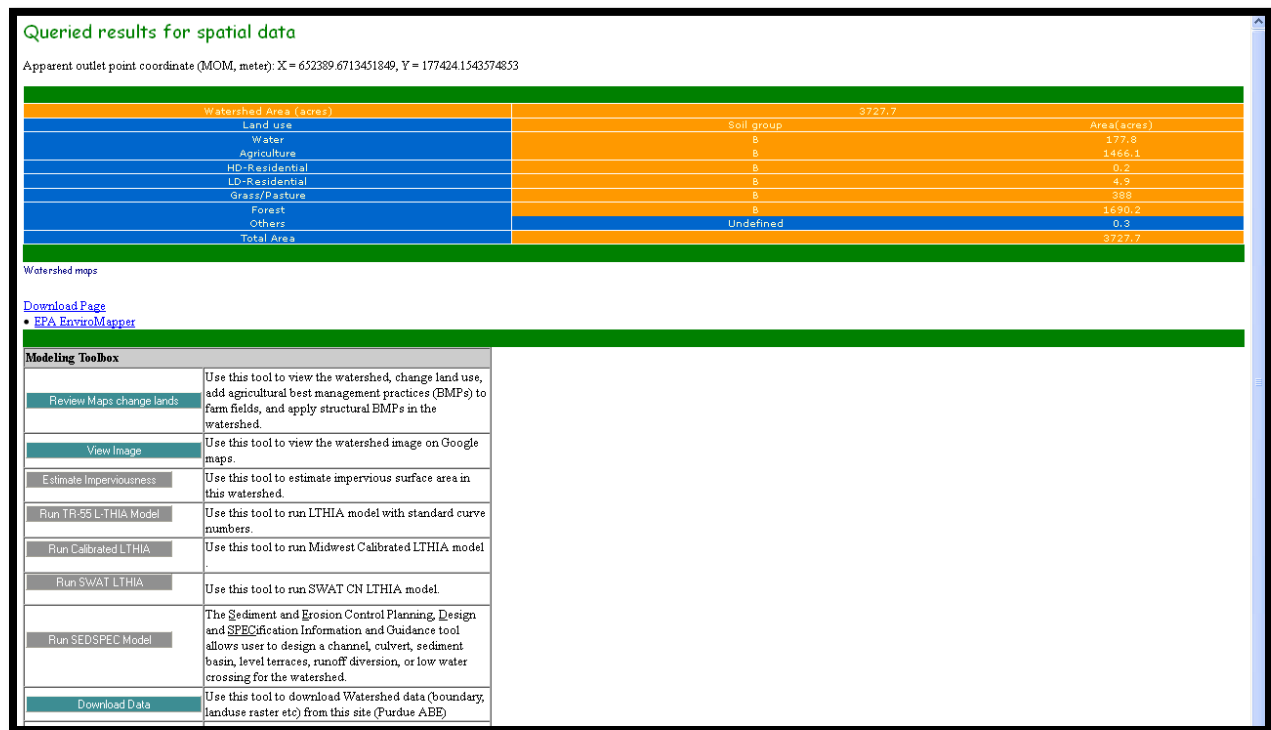 Queried results for spatial data
Apparent outlet point coordinate (MOM, meter): X = 652389.6713451849, Y = 177424.1543574853
Watershed Area (acres) 3727.7
Land use Soil group Area(acres)
Water B 177.8
Agriculture B 1466.1
HD-Residential B 0.2
LD-Residential B 4.9
Grass/Pasture B 388
Forest B 1690.2
Others Undefined 0.3
Total Area 3727.7
Watershed maps
Download Page
• EPA EnviroMapper
Modeling Toolbox
Review Maps change lands
Use this tool to view the watershed, change land use,
add agricultural best management practices (BMPs) to
farm fields, and apply structural BMPs in the
watershed.
View Image
Use this tool to view the watershed image on Google
maps.
Estimate Imperviousness
Use this tool to estimate impervious surface area in
this watershed.
Run TR-55 L-THIA Model
Use this tool to run LTHIA model with standard curve
numbers.
Run Calibrated LTHIA
Use this tool to run Midwest Calibrated LTHIA model
.
Run SWAT LTHIA
Use this tool to run SWAT CN LTHIA model.
Run SEDSPEC Model
The Sediment and Erosion Control Planning, Design
and SPECification Information and Guidance tool
allows user to design a channel, culvert, sediment
basin, level terraces, runoff diversion, or low water
crossing for the watershed.
Download Data
Use this tool to download Watershed data (boundary,
landuse raster etc) from this site (Purdue ABE)